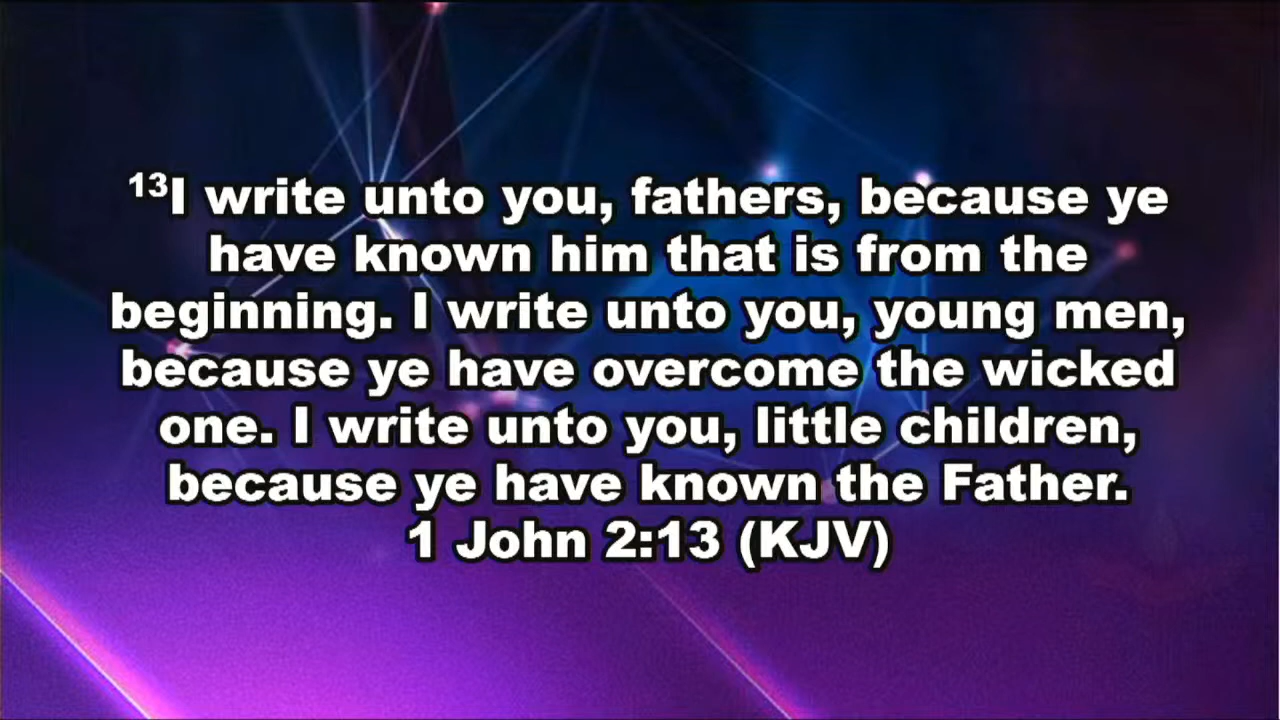 ¹³I write unto you, fathers, because ye
have known him that is from the
beginning. I write unto you, young men,
because ye have overcome the wicked
one. I write unto you, little children,
because ye have known the Father.
1 John 2:13 (KJV)